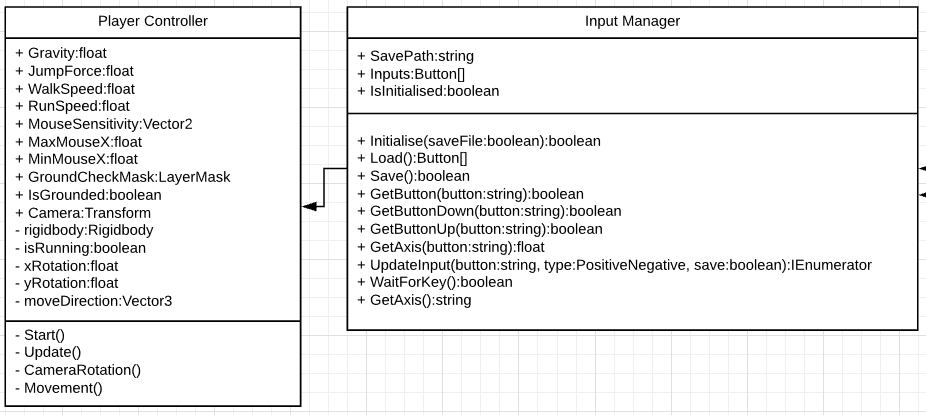 Player Controller
+ Gravity:float
+ JumpForce:float
+ WalkSpeed:float
+ RunSpeed:float
+ MouseSensitivity:Vector2
+ MaxMouseX:float
+ MinMouseX:float
+ GroundCheckMask:LayerMask
+ IsGrounded:boolean
+ Camera:Transform
- rigidbody:Rigidbody
- isRunning:boolean
- xRotation:float
- yRotation:float
- moveDirection:Vector3
- Start()
- Update()
- CameraRotation()
- Movement()
Input Manager
+ SavePath:string
+ Inputs:Button[]
+ IsInitialised:boolean
+ Initialise(saveFile:boolean):boolean
+ Load():Button[]
+ Save():boolean
+ GetButton(button:string):boolean
+ GetButtonDown(button:string):boolean
+ GetButtonUp(button:string):boolean
+ GetAxis(button:string):float
+ UpdateInput(button:string, type:PositiveNegative, save:boolean):IEnumerator
+ WaitForKey():boolean
+ GetAxis():string